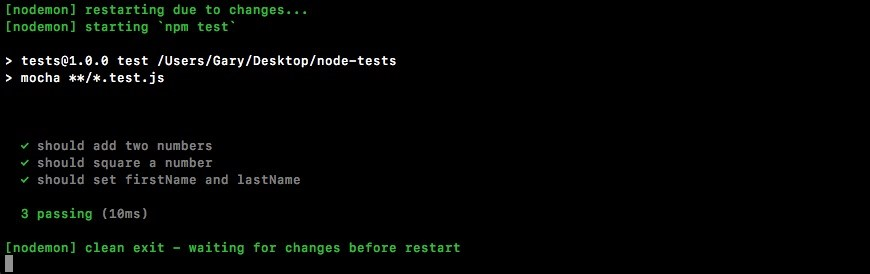 [nodemon] restarting due to changes...
[nodemon] starting `npm test`
> tests@1.0.0 test /Users/Gary/Desktop/node-tests
> mocha **/*.test.js
✓ should add two numbers
✓ should square a number
✓ should set firstName and lastName
3 passing (10ms)
[nodemon] clean exit - waiting for changes before restart